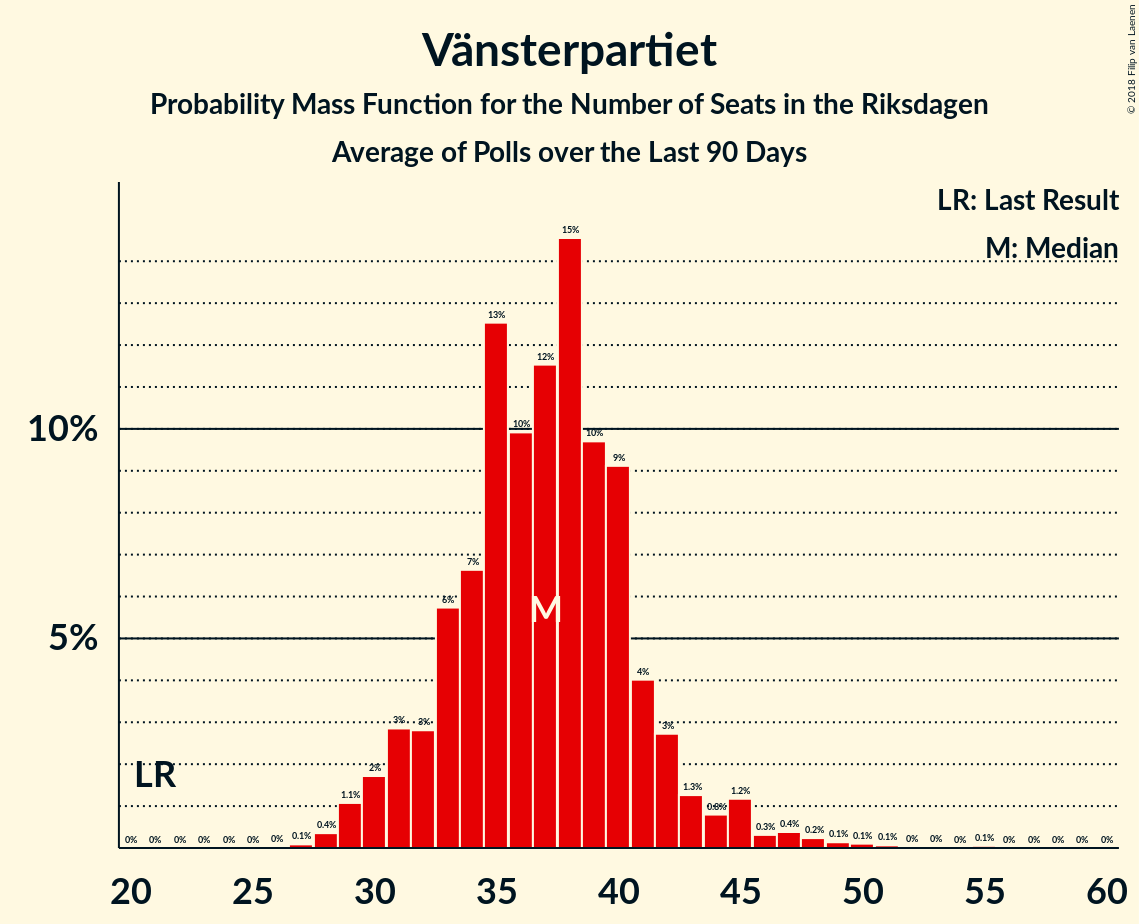 Vänsterpartiet
Probability Mass Function for the Number of Seats in the Riksdagen
Average of Polls over the Last 90 Days
© 2018 Filip van Laenen
LR: Last Result
M: Median
10%
5%
LR
M
0% 0% 0% 0% 0% 0% 0% 0.1% 0.4% 1.1% 2% 3% 3% 6% 7% 13% 10% 12% 15% 10% 9% 4% 3% 1.3% 0.8% 1.2% 0.3% 0.4% 0.2% 0.1% 0.1% 0.1% 0% 0% 0% 0.1% 0% 0% 0% 0% 0%
20 25 30 35 40 45 50 55 60